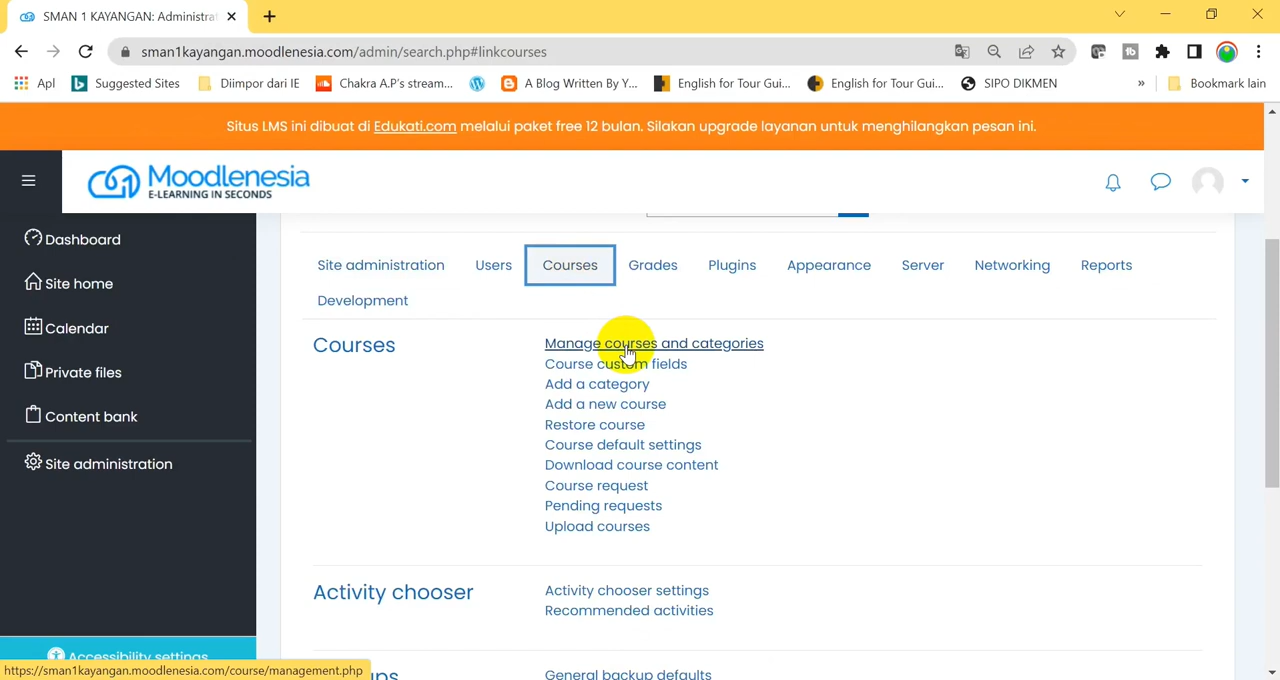 SMAN 1 KAYANGAN: Administra
sman1kayangan.moodlenesia.com/admin/search.php#linkcourses
Apl
Suggested Sites
Diimpor dari IE
Chakra A.P's stream...
A Blog Written By Y...
English for Tour Gui...
English for Tour Gui...
SIPO DIKMEN
»
Bookmark lain
Situs LMS ini dibuat di Edukati.com melalui paket free 12 bulan. Silakan upgrade layanan untuk menghilangkan pesan ini.
Moodlenesia
E-LEARNING IN SECONDS
Dashboard
Site home
Calendar
Private files
Content bank
Site administration
Accessibility settings
Site administration Users Courses Grades Plugins Appearance Server Networking Reports
Development
Courses
Manage courses and categories
Course custom fields
Add a category
Add a new course
Restore course
Course default settings
Download course content
Course request
Pending requests
Upload courses
Activity chooser
Activity chooser settings
Recommended activities
General backup defaults
https://sman1kayangan.moodlenesia.com/course/management.php